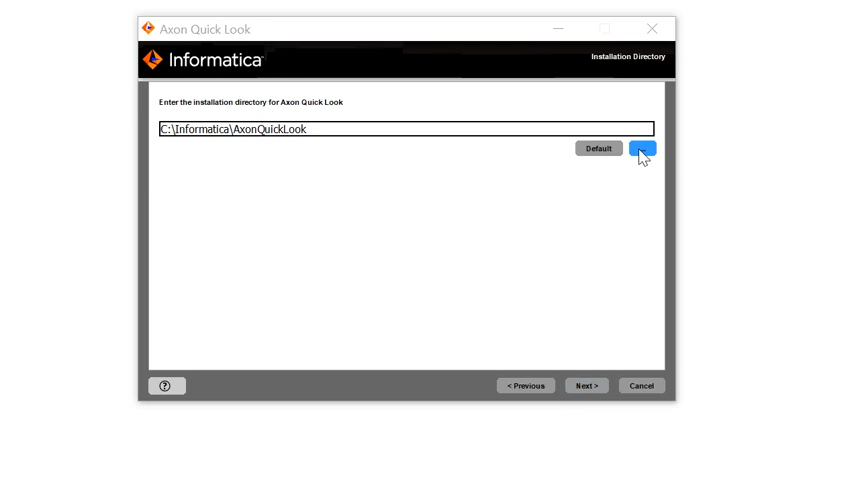 Axon Quick Look
Informatica
Installation Directory
Enter the installation directory for Axon Quick Look
C:\Informatica\AxonQuickLook
Default
...
?
< Previous
Next >
Cancel